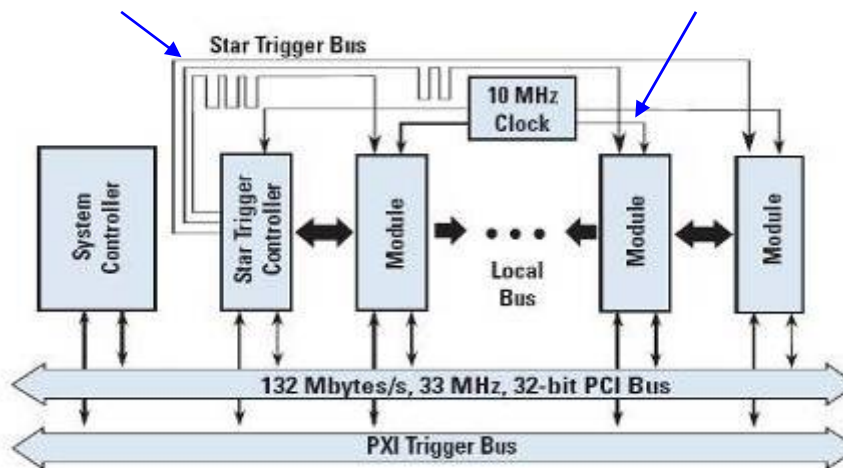 Star Trigger Bus
10 MHz
Clock
System
Controller
Star Trigger
Controller
Module
Local
Bus
Module
Module
132 Mbytes/s, 33 MHz, 32-bit PCI Bus
PXI Trigger Bus